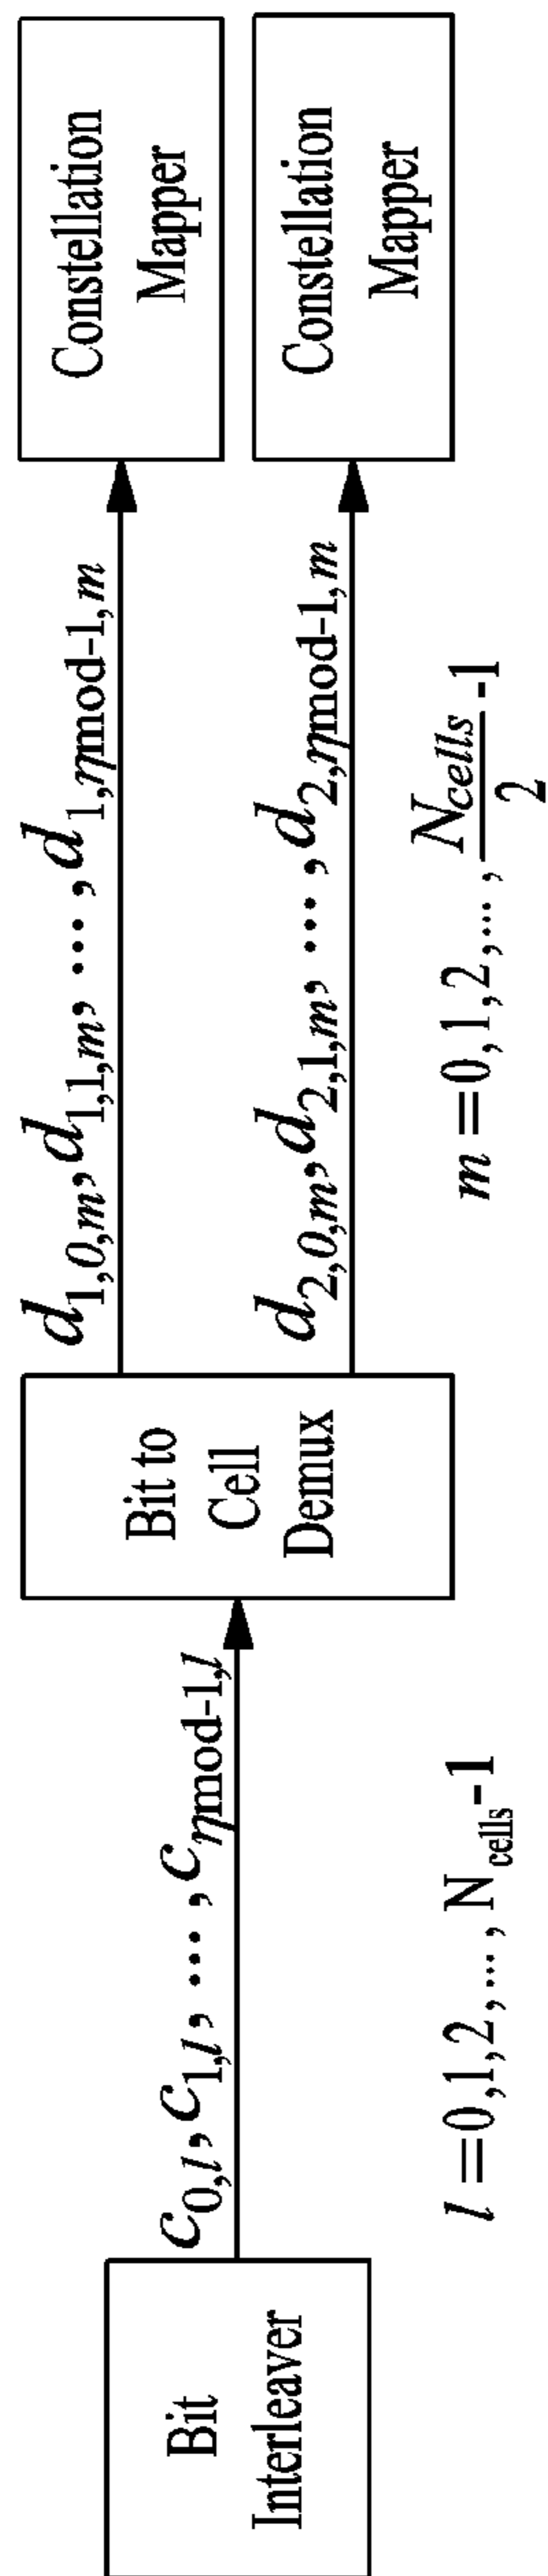 Bit
Interleaver
c0,l,c1,l, ... ,cηmod-1,l
l =0,1,2,..., Ncells-1
Bit to
Cell
Demux
d1,0,m,d1,1,m, ... ,d1,ηmod-1,m
d2,0,m,d2,1,m, ... ,d2,ηmod-1,m
m =0,1,2,..., Ncells/2 -1
Constellation
Mapper
Constellation
Mapper